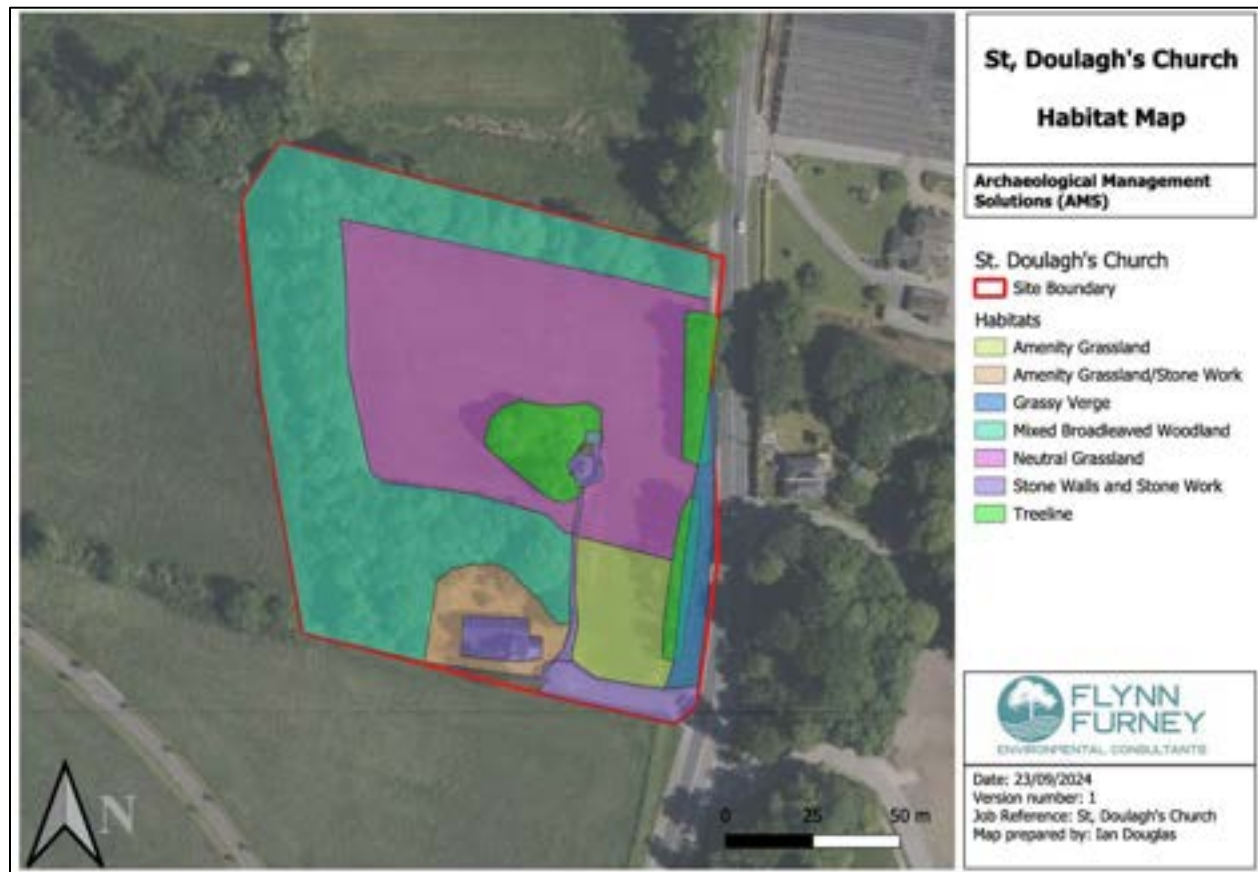 St, Doulagh's Church
Habitat Map
Archaeological Management
Solutions (AMS)
St. Doulagh's Church
Site Boundary
Habitats
Amenity Grassland
Amenity Grassland/Stone Work
Grassy Verge
Mixed Broadleaved Woodland
Neutral Grassland
Stone Walls and Stone Work
Treeline
N
0 25 50 m
FLYNN
FURNEY
ENVIRONMENTAL CONSULTANTS
Date: 23/09/2024
Version number: 1
Job Reference: St, Doulagh's Church
Map prepared by: Ian Douglas